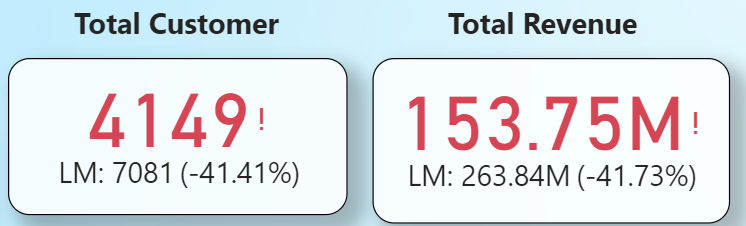 Total Customer
4149 !
LM: 7081 (-41.41%)
Total Revenue
153.75M !
LM: 263.84M (-41.73%)